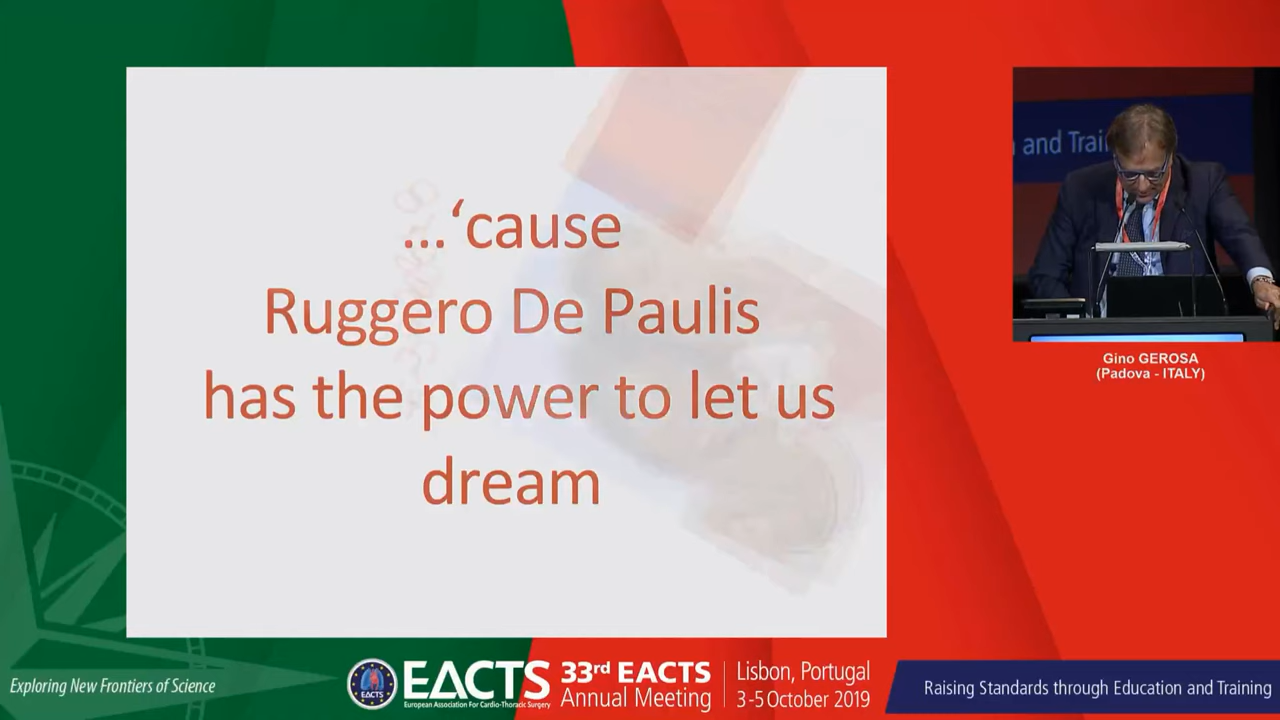 …‘cause
Ruggero De Paulis
has the power to let us
dream
and Trai
Gino GEROSA
(Padova - ITALY)
Exploring New Frontiers of Science
EACTS
EACTS
European Association For Cardio-Thoracic Surgery
33rd EACTS
Annual Meeting
Lisbon, Portugal
3-5 October 2019
Raising Standards through Education and Training